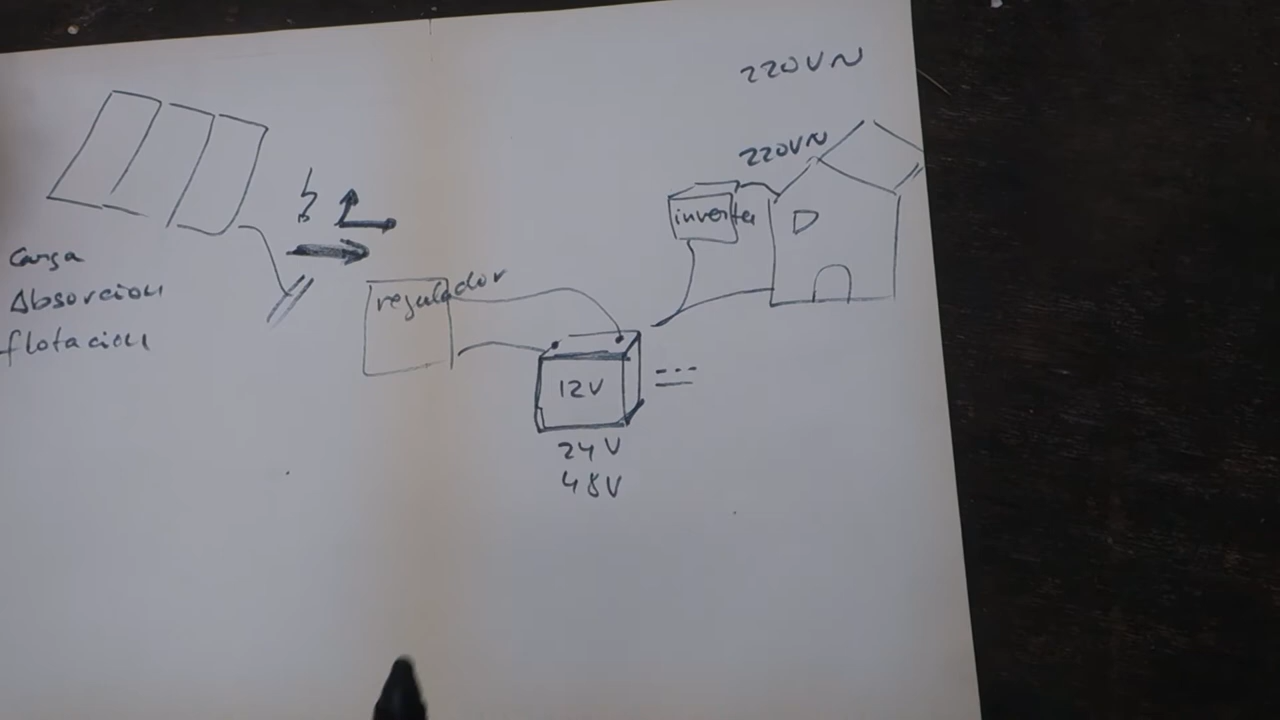 220V~
220V~
inverter
Carga
Absorcion
flotacion
regulador
12V
24V
48V